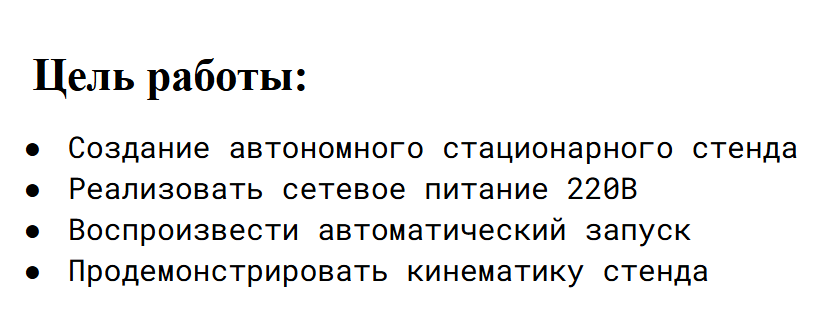 Цель работы:
● Создание автономного стационарного стенда
● Реализовать сетевое питание 220В
● Воспроизвести автоматический запуск
● Продемонстрировать кинематику стенда